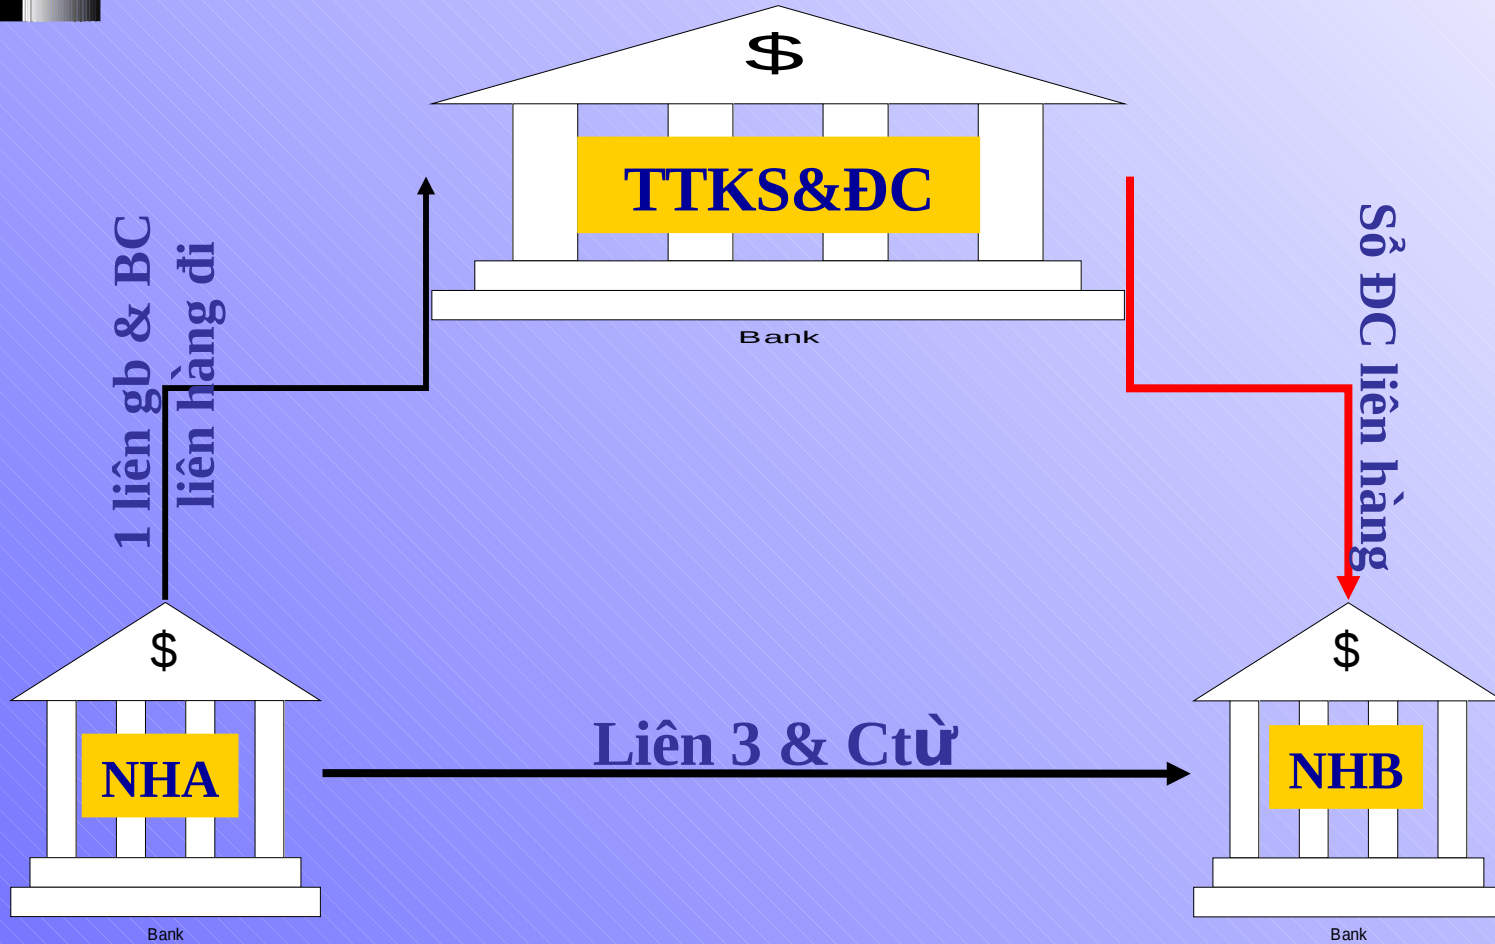 $
TTKS&ĐC
Bank
1 liên gb & BC
liên hàng đi
Sổ ĐC liên hàng
$
NHA
Bank
Liên 3 & Ctừ
$
NHB
Bank